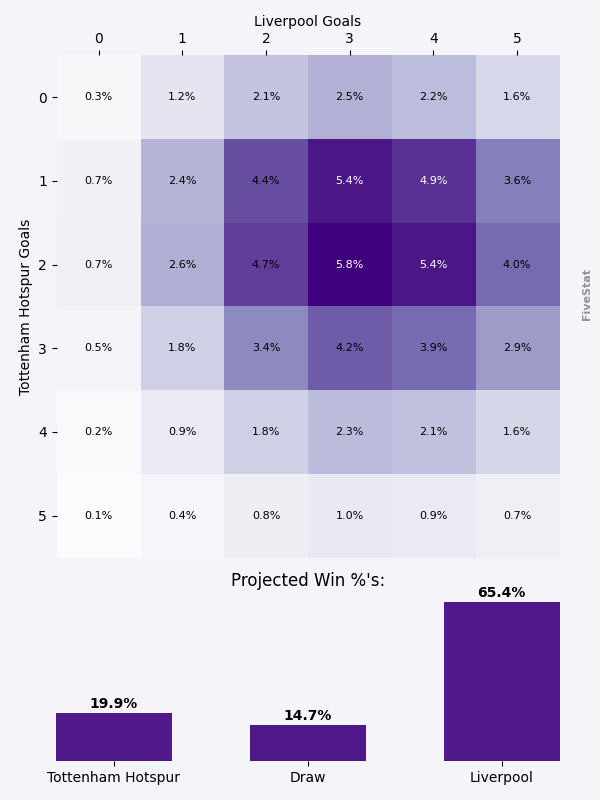 Liverpool Goals
0 1 2 3 4 5
Tottenham Hotspur Goals
0 0.3% 1.2% 2.1% 2.5% 2.2% 1.6%
1 0.7% 2.4% 4.4% 5.4% 4.9% 3.6%
2 0.7% 2.6% 4.7% 5.8% 5.4% 4.0%
3 0.5% 1.8% 3.4% 4.2% 3.9% 2.9%
4 0.2% 0.9% 1.8% 2.3% 2.1% 1.6%
5 0.1% 0.4% 0.8% 1.0% 0.9% 0.7%
FiveStat
Projected Win %'s:
19.9% 14.7% 65.4%
Tottenham Hotspur Draw Liverpool